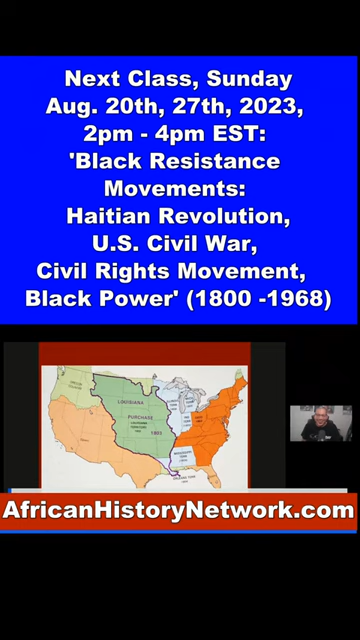 Next Class, Sunday
Aug. 20th, 27th, 2023,
2pm - 4pm EST:
'Black Resistance
Movements:
Haitian Revolution,
U.S. Civil War,
Civil Rights Movement,
Black Power' (1800 -1968)
LOUISIANA
PURCHASE
1803
AfricanHistoryNetwork.com